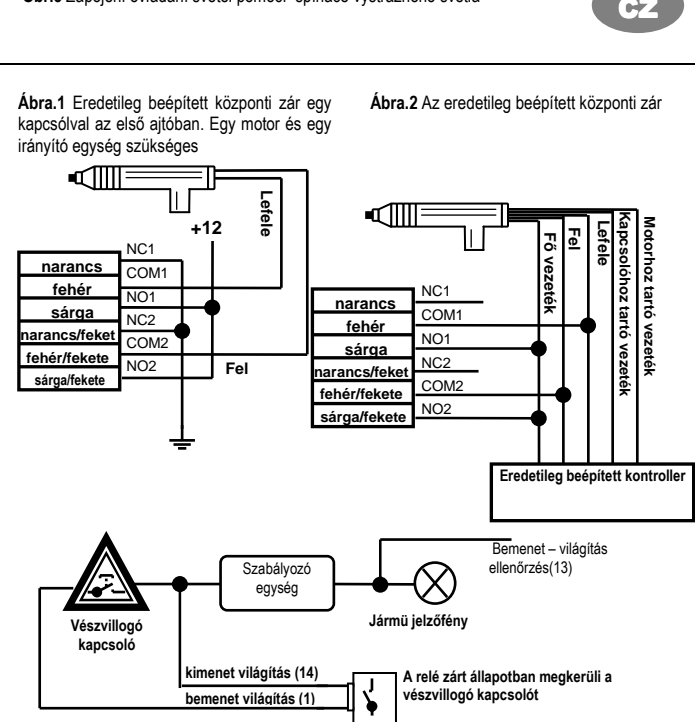 CZ
Ábra.1 Eredetileg beépített központi zár egy
kapcsólval az első ajtóban. Egy motor és egy
irányító egység szükséges
Ábra.2 Az eredetileg beépített központi zár
Lefele
+12
NC1
narancs
COM1
fehér
NO1
sárga
NC2
narancs/feket
COM2
fehér/fekete
NO2
sárga/fekete
Fel
Fő vezeték
Fel
Lefele
Kapcsolóhoz tartó vezeték
Motorhoz tartó vezeték
NC1
narancs
COM1
fehér
NO1
sárga
NC2
narancs/feket
COM2
fehér/fekete
NO2
sárga/fekete
Eredetileg beépített kontroller
Bemenet – világítás
ellenőrzés(13)
Szabályozó
egység
Vészvillogó
kapcsoló
Jármü jelzőfény
kimenet világítás (14)
bemenet világítás (1)
A relé zárt állapotban megkerüli a
vészvillogó kapcsolót